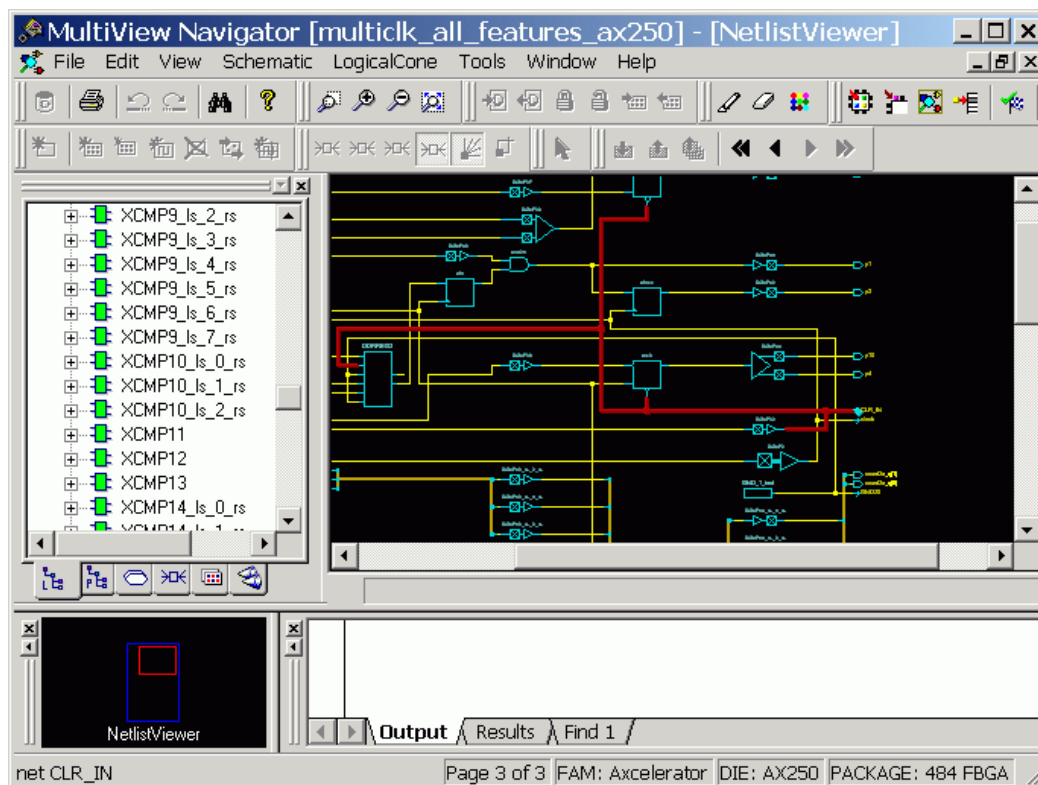 MultiView Navigator [multiclk_all_features_ax250] - [NetlistViewer]
File Edit View Schematic LogicalCone Tools Window Help
XCMP9_ls_2_rs
XCMP9_ls_3_rs
XCMP9_ls_4_rs
XCMP9_ls_5_rs
XCMP9_ls_6_rs
XCMP9_ls_7_rs
XCMP10_ls_0_rs
XCMP10_ls_1_rs
XCMP10_ls_2_rs
XCMP11
XCMP12
XCMP13
XCMP14_ls_0_rs
XCMP14_ls_1_rs
CLR_IN
NetlistViewer
Output Results Find 1
net CLR_IN
Page 3 of 3 FAM: Axcelerator DIE: AX250 PACKAGE: 484 FBGA